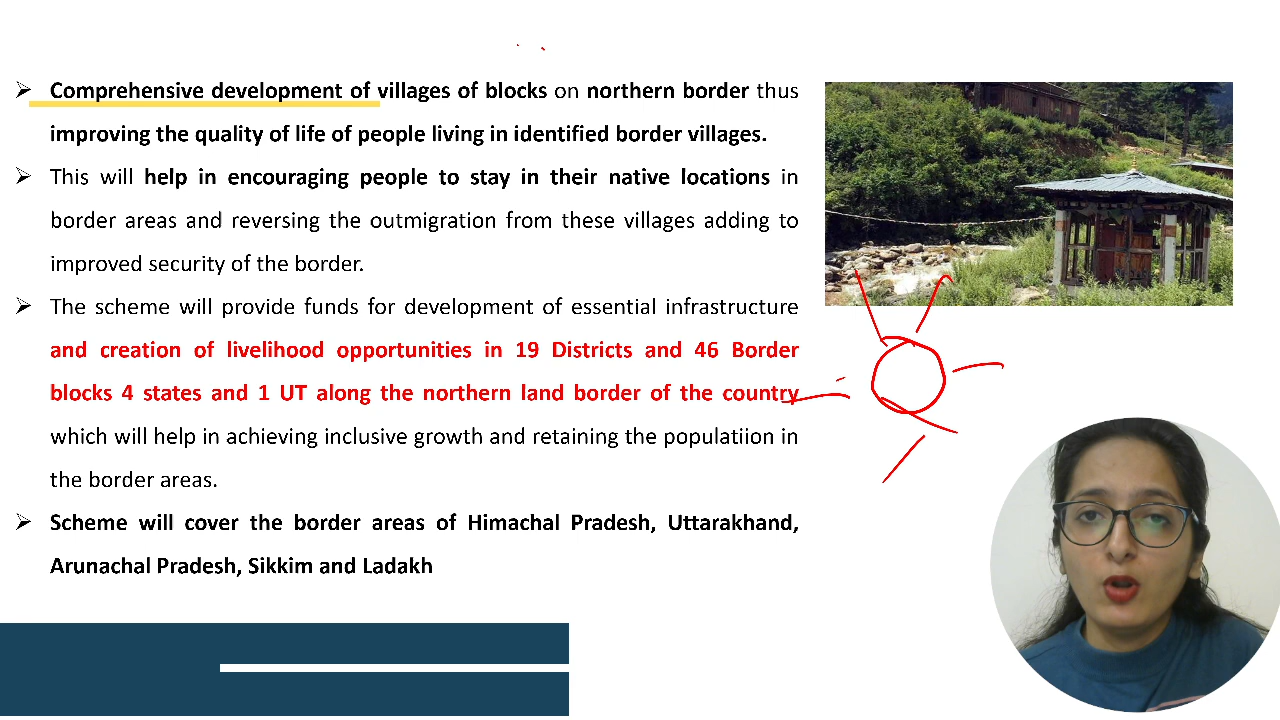 ➢ Comprehensive development of villages of blocks on northern border thus
improving the quality of life of people living in identified border villages.
➢ This will help in encouraging people to stay in their native locations in
border areas and reversing the outmigration from these villages adding to
improved security of the border.
➢ The scheme will provide funds for development of essential infrastructure
and creation of livelihood opportunities in 19 Districts and 46 Border
blocks 4 states and 1 UT along the northern land border of the country
which will help in achieving inclusive growth and retaining the populatiion in
the border areas.
➢ Scheme will cover the border areas of Himachal Pradesh, Uttarakhand,
Arunachal Pradesh, Sikkim and Ladakh